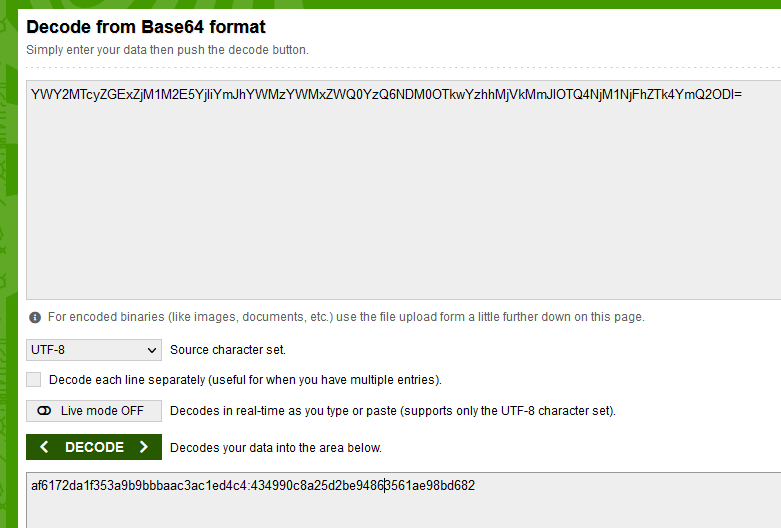 Decode from Base64 format
Simply enter your data then push the decode button.
YWY2MTcyZGExZjM1M2E5YjliYmJhYWMzYWMxZWQ0YzQ6NDM0OTkwYzhhMjVkMmJlOTQ4NjM1NjFhZTk4YmQ2ODI=
For encoded binaries (like images, documents, etc.) use the file upload form a little further down on this page.
UTF-8 Source character set.
Decode each line separately (useful for when you have multiple entries).
Live mode OFF Decodes in real-time as you type or paste (supports only the UTF-8 character set).
< DECODE > Decodes your data into the area below.
af6172da1f353a9b9bbbaac3ac1ed4c4:434990c8a25d2be94863561ae98bd682